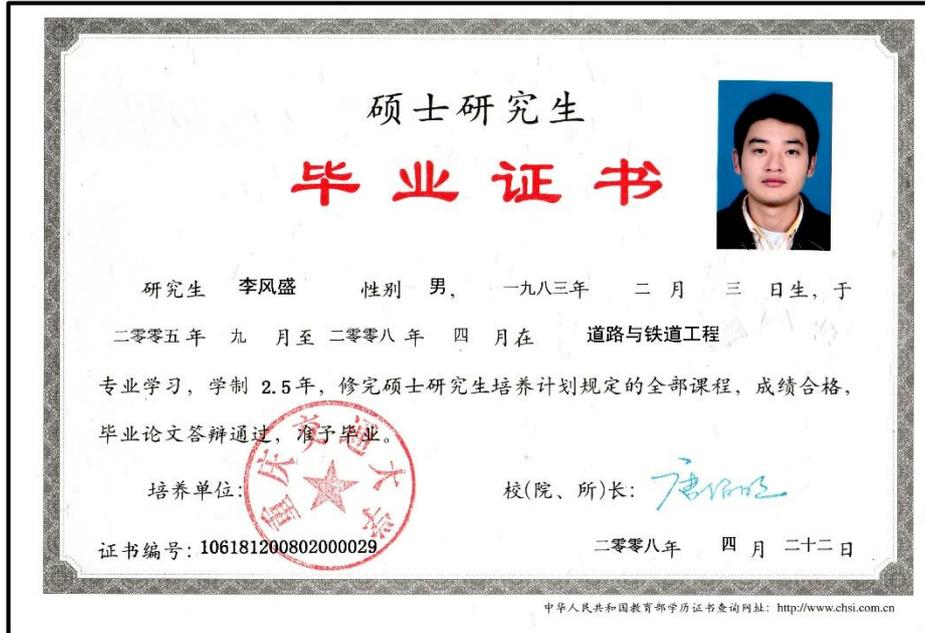 硕士研究生
毕业证书
研究生 李风盛 性别 男， 一九八三年 二 月 三 日生，于
二零零五年 九 月至 二零零八年 四 月在 道路与铁道工程
专业学习，学制 2.5年，修完硕士研究生培养计划规定的全部课程，成绩合格，
毕业论文答辩通过，准予毕业。
重庆交通大学
培养单位： 校(院、所)长：
证书编号：106181200802000029 二零零八年 四 月 二十二日
中华人民共和国教育部学历证书查询网址：http://www.chsi.com.cn